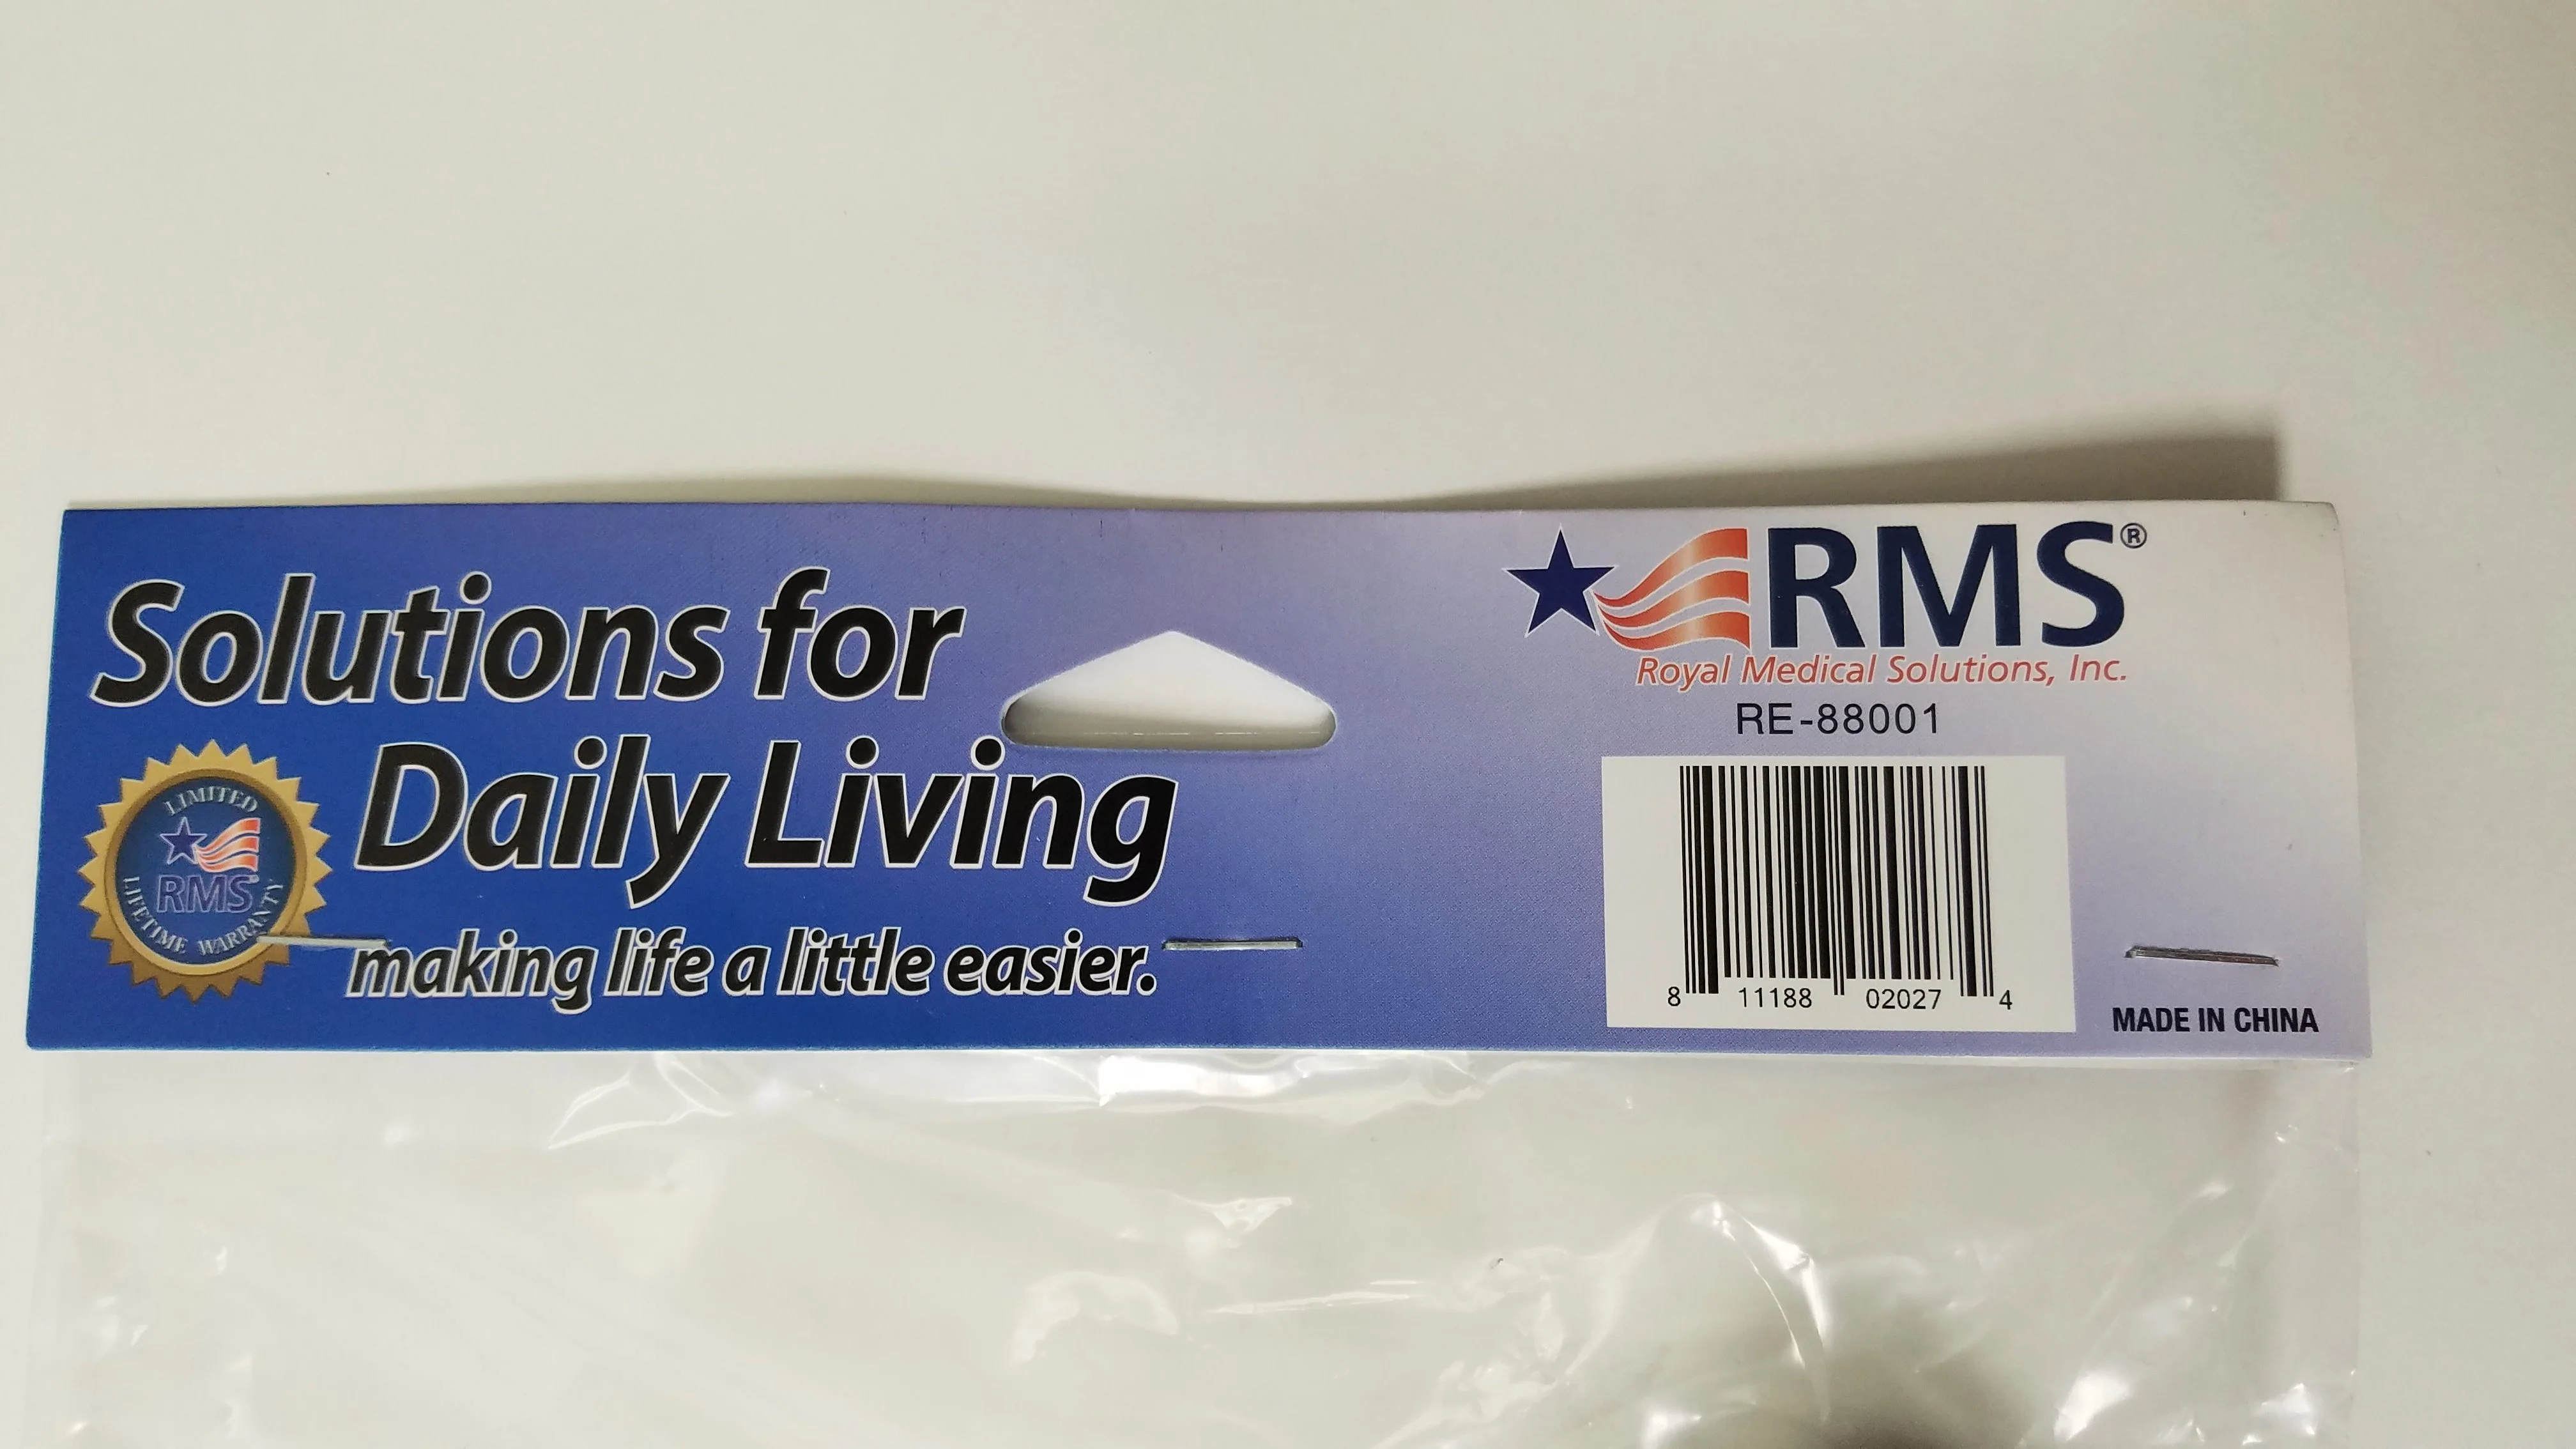 Solutions for
Daily Living
making life a little easier.
LIMITED
RMS®
LIFETIME WARRANTY
RMS®
Royal Medical Solutions, Inc.
RE-88001
8 11188 02027 4
MADE IN CHINA